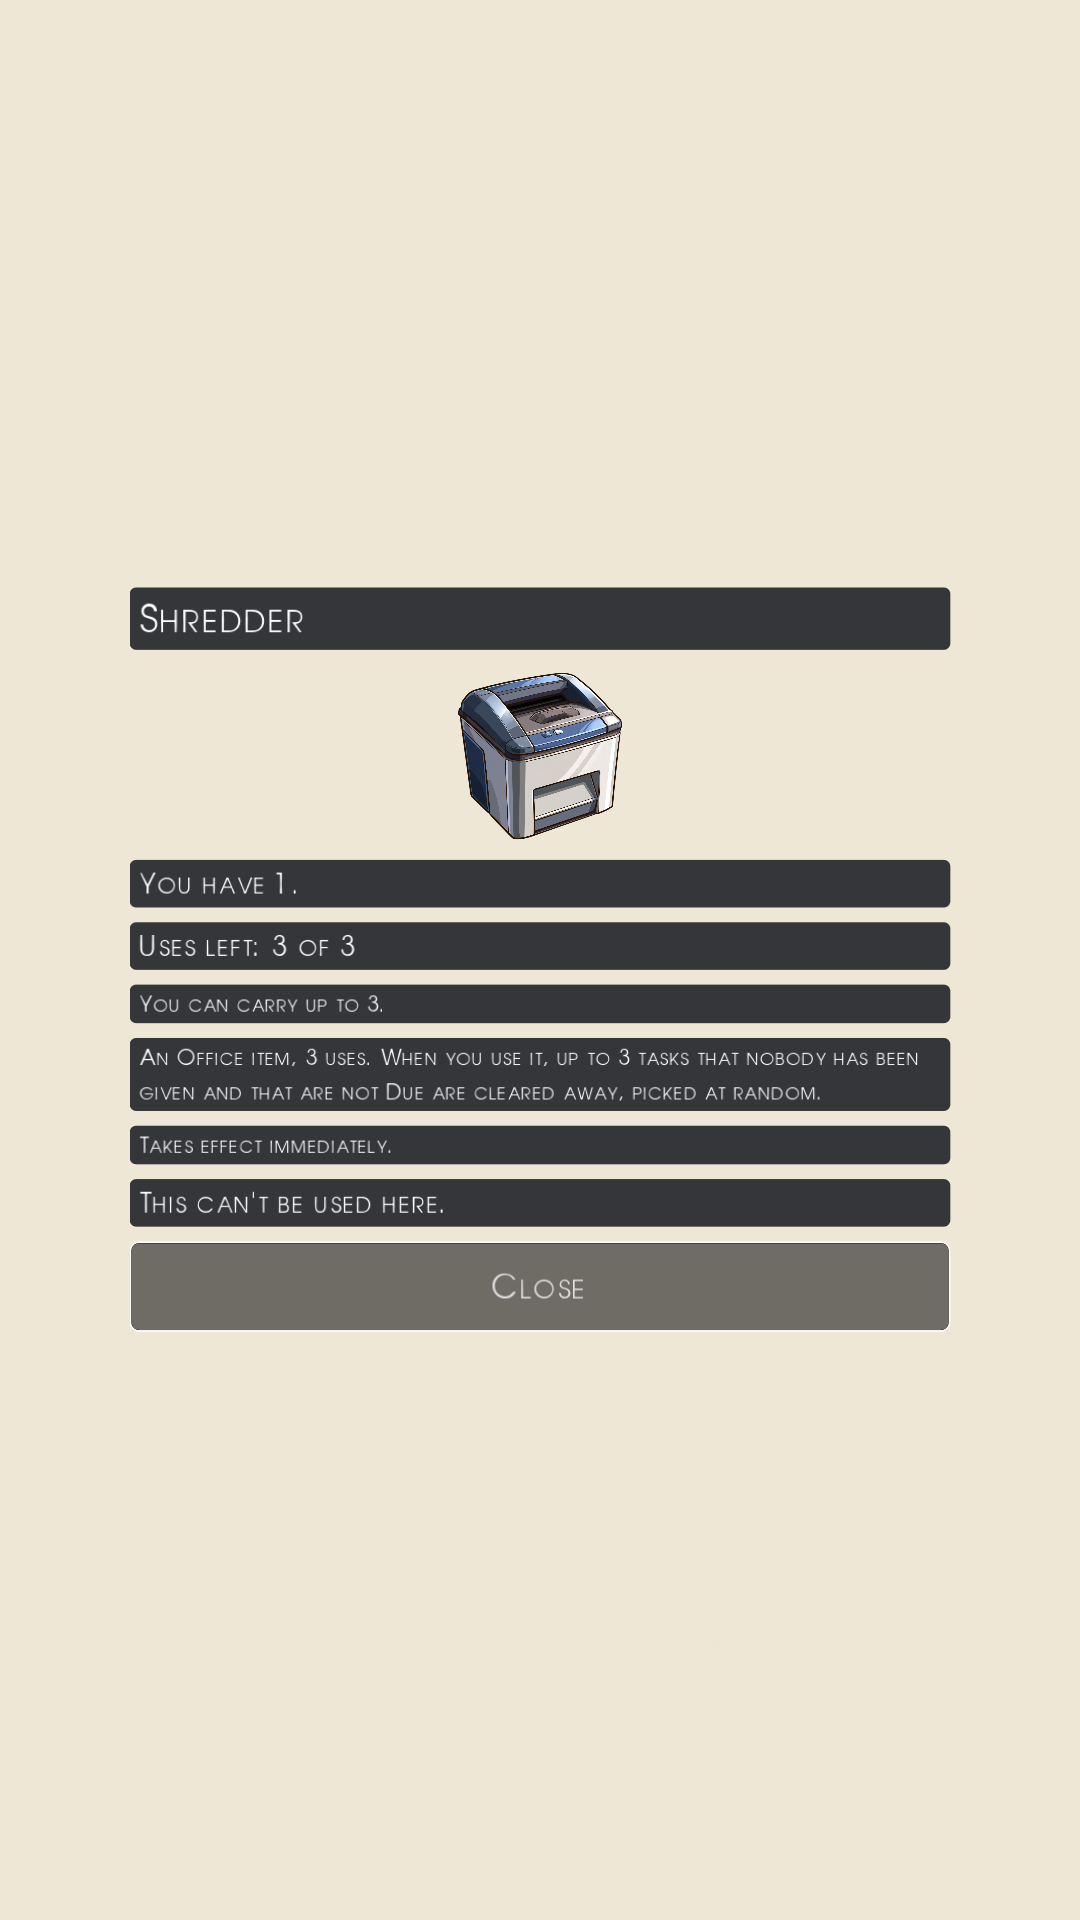 Shredder
You have 1.
Uses left: 3 of 3
You can carry up to 3.
An Office item, 3 uses. When you use it, up to 3 tasks that nobody has been
given and that are not Due are cleared away, picked at random.
Takes effect immediately.
This can't be used here.
Close